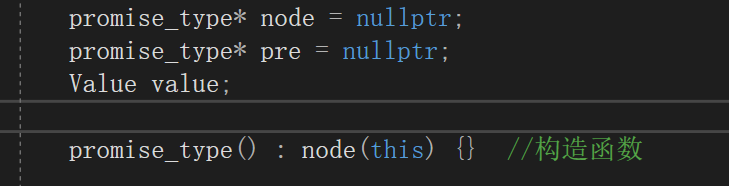 promise_type* node = nullptr;
promise_type* pre = nullptr;
Value value;
promise_type() : node(this) {} //构造函数